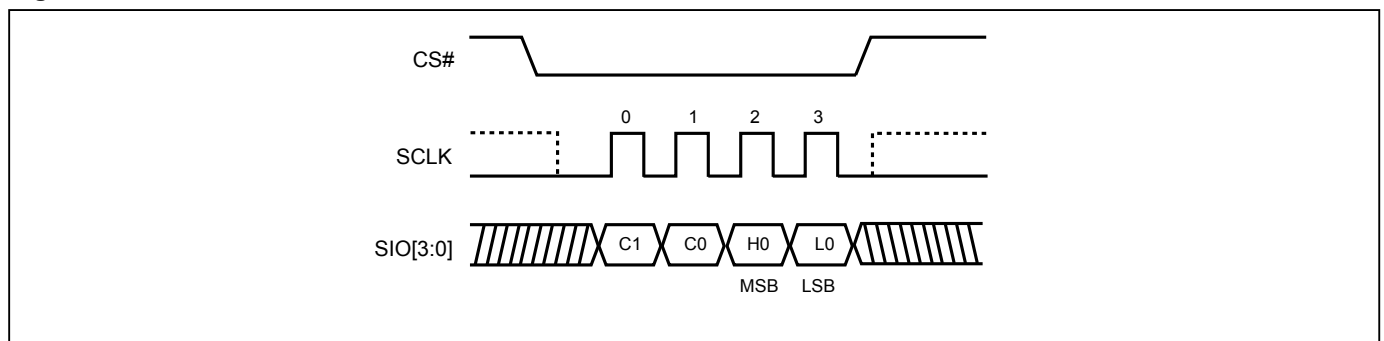 CS#
0 1 2 3
SCLK
SIO[3:0] C1 C0 H0 L0
MSB LSB